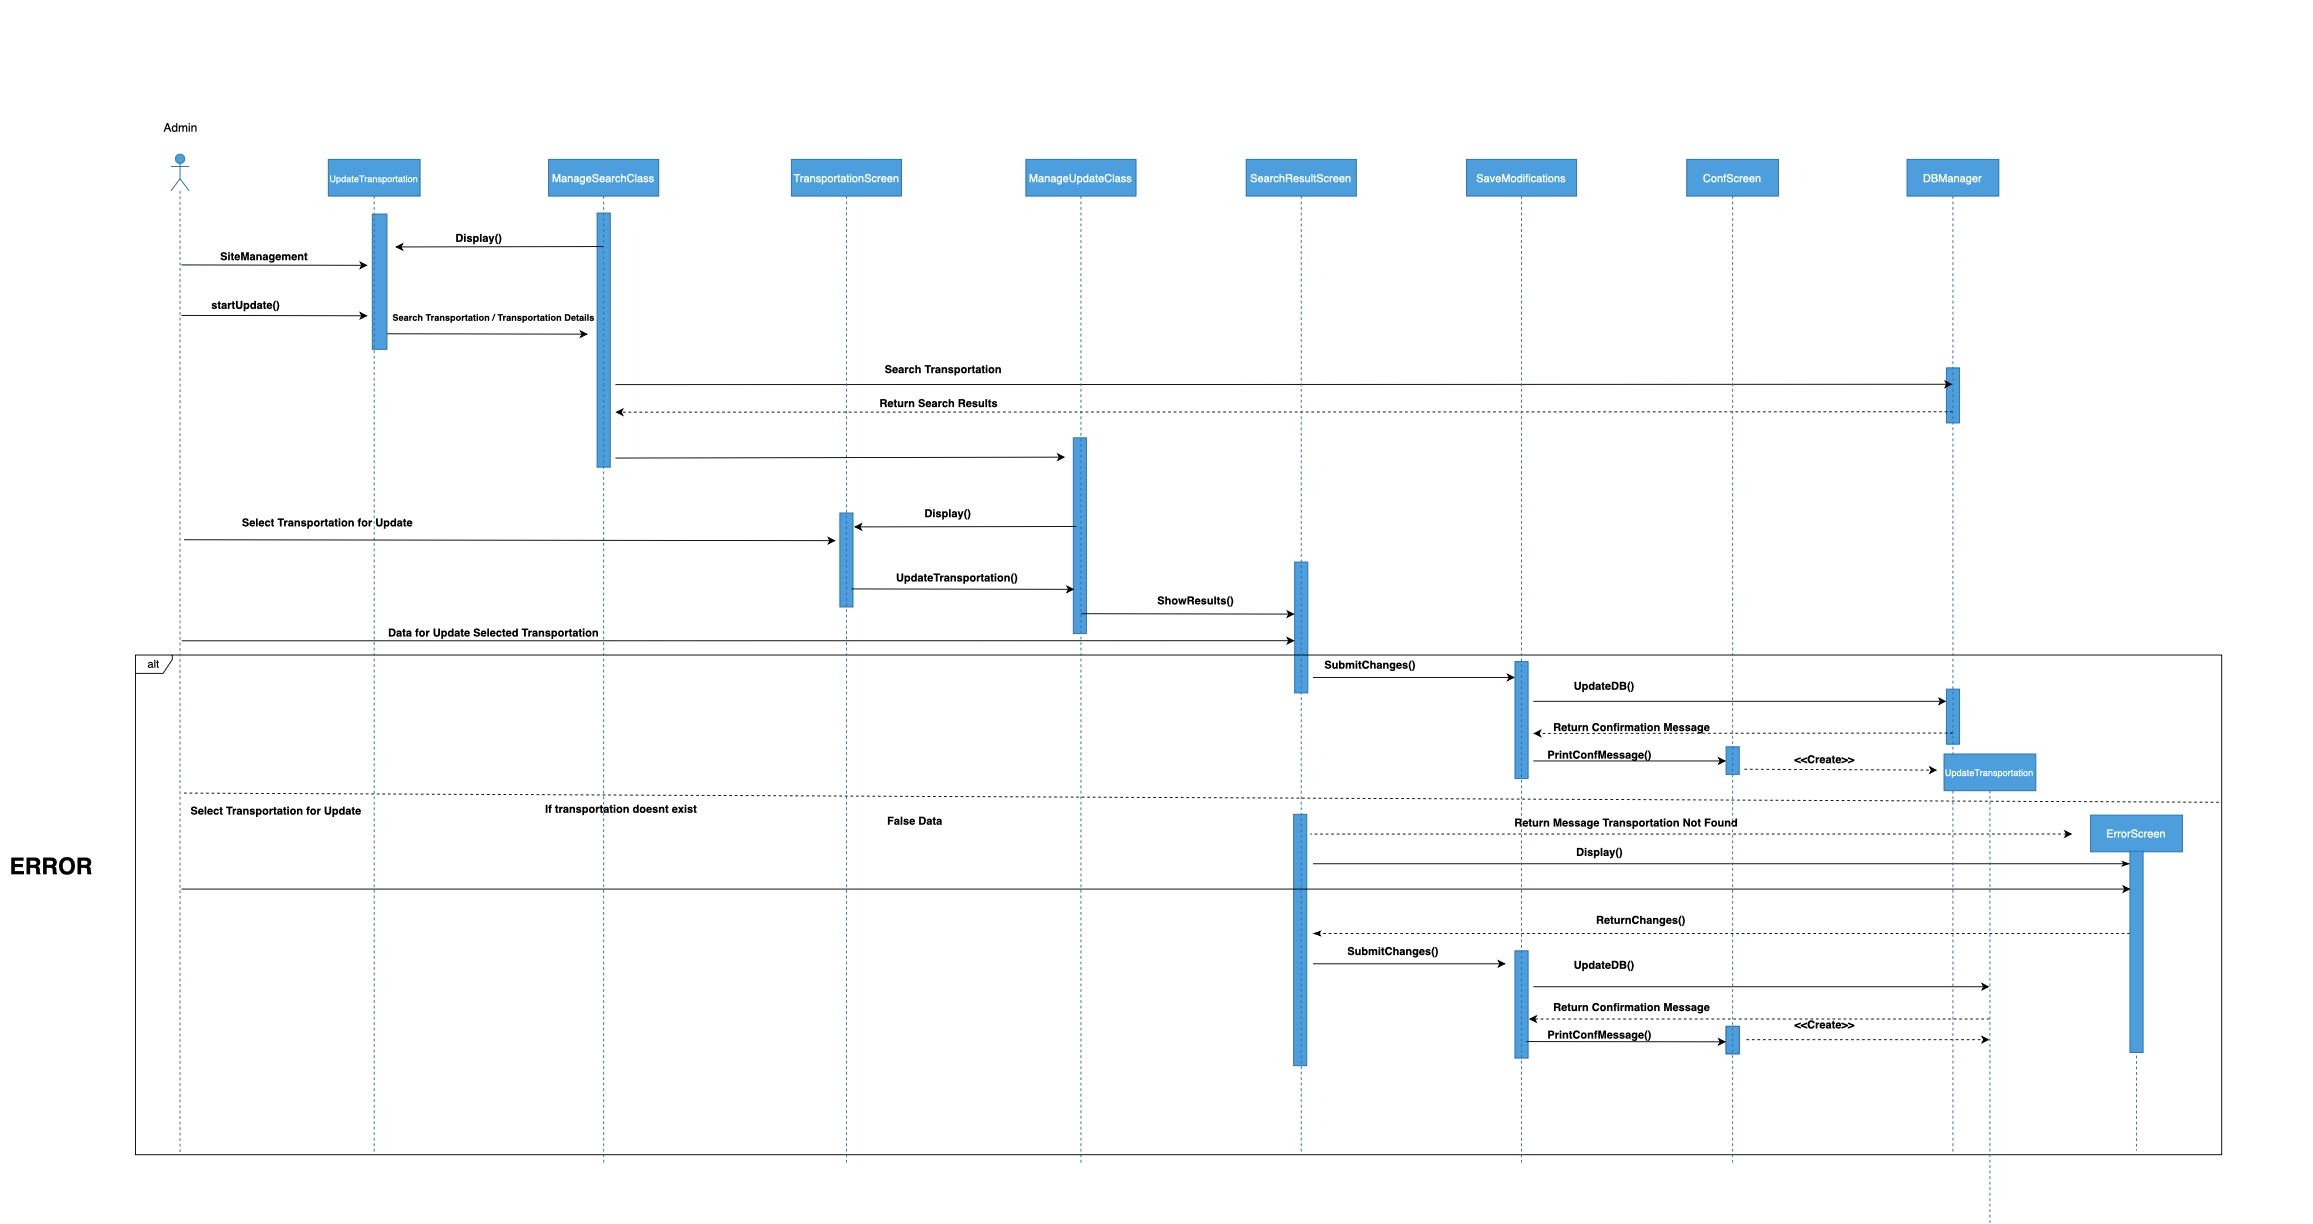 Admin
UpdateTransportation
ManageSearchClass
TransportationScreen
ManageUpdateClass
SearchResultScreen
SaveModifications
ConfScreen
DBManager
Display()
SiteManagement
startUpdate()
Search Transportation / Transportation Details
Search Transportation
Return Search Results
Display()
Select Transportation for Update
UpdateTransportation()
ShowResults()
Data for Update Selected Transportation
alt
SubmitChanges()
UpdateDB()
Return Confirmation Message
PrintConfMessage()
<<Create>>
UpdateTransportation
Select Transportation for Update
If transportation doesnt exist
False Data
Return Message Transportation Not Found
ErrorScreen
Display()
ERROR
ReturnChanges()
SubmitChanges()
UpdateDB()
Return Confirmation Message
<<Create>>
PrintConfMessage()